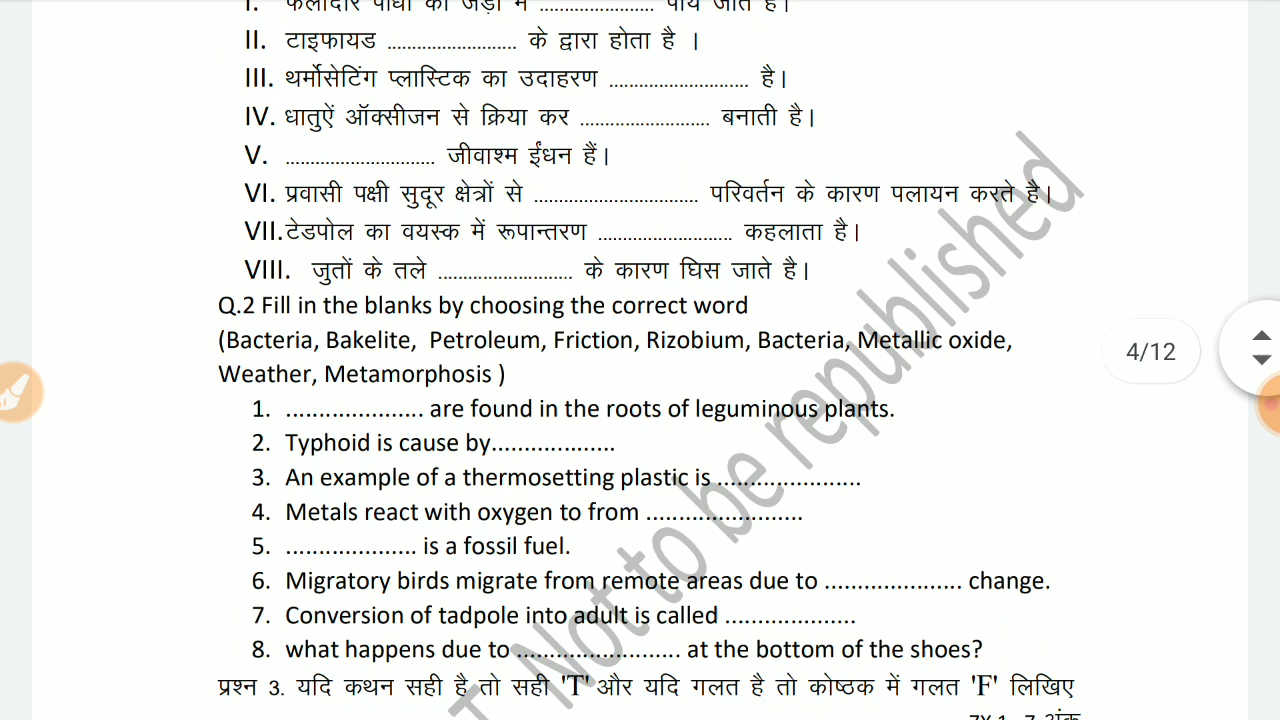 I. फलीदार पौधों की जड़ों में ...................... पाये जाते हैं।
II. टाइफायड ......................... के द्वारा होता है ।
III. थर्मोसेटिंग प्लास्टिक का उदाहरण ........................... है।
IV. धातुऐं ऑक्सीजन से क्रिया कर ......................... बनाती है।
V. ............................. जीवाश्म ईंधन हैं।
VI. प्रवासी पक्षी सुदूर क्षेत्रों से ................................ परिवर्तन के कारण पलायन करते है।
VII. टेडपोल का वयस्क में रूपान्तरण .......................... कहलाता है।
VIII. जुतों के तले .......................... के कारण घिस जाते है।
Q.2 Fill in the blanks by choosing the correct word
(Bacteria, Bakelite, Petroleum, Friction, Rizobium, Bacteria, Metallic oxide,
Weather, Metamorphosis )
4/12
1. ..................... are found in the roots of leguminous plants.
2. Typhoid is cause by...................
3. An example of a thermosetting plastic is ......................
4. Metals react with oxygen to from ........................
5. .................... is a fossil fuel.
6. Migratory birds migrate from remote areas due to ..................... change.
7. Conversion of tadpole into adult is called ....................
8. what happens due to ......................... at the bottom of the shoes?
प्रश्न 3. यदि कथन सही है तो सही 'T' और यदि गलत है तो कोष्ठक में गलत 'F' लिखिए
Not to be republished